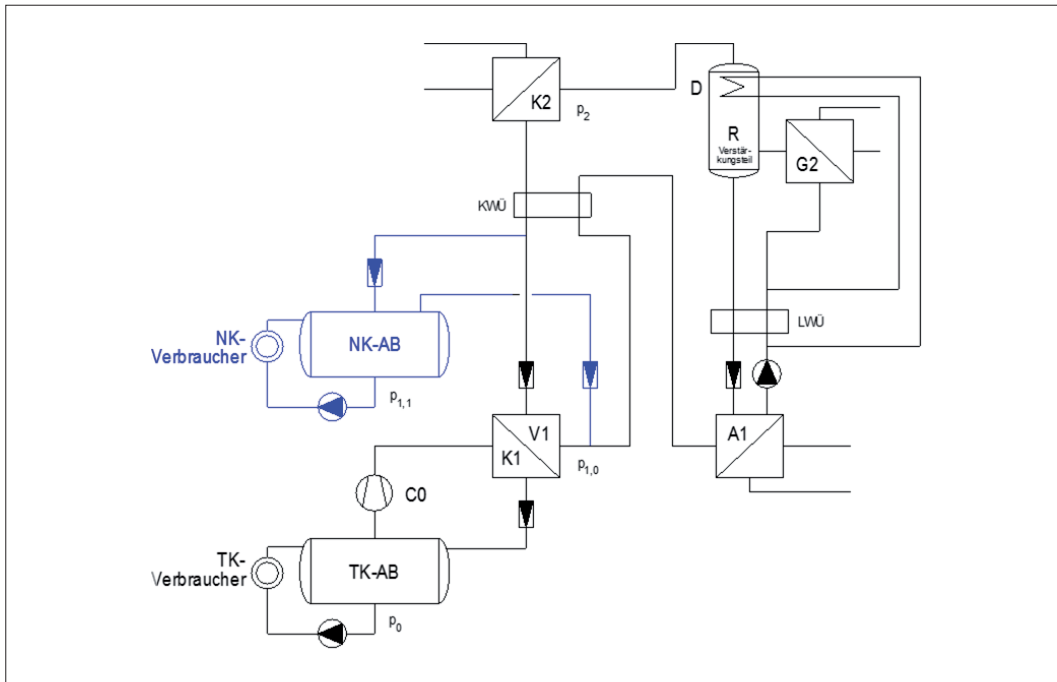 K2
p2
D
R
Verstär-
kungsteil
G2
KWÜ
NK-
Verbraucher
NK-AB
p1,1
LWÜ
V1
K1
p1,0
A1
C0
TK-
Verbraucher
TK-AB
p0